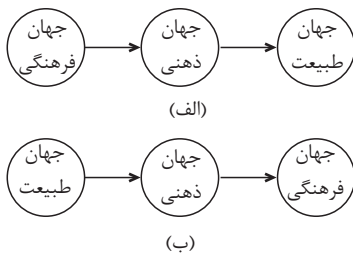 جهان
فرهنگی
جهان
ذهنی
جهان
طبیعت
(الف)
جهان
طبیعت
جهان
ذهنی
جهان
فرهنگی
(ب)